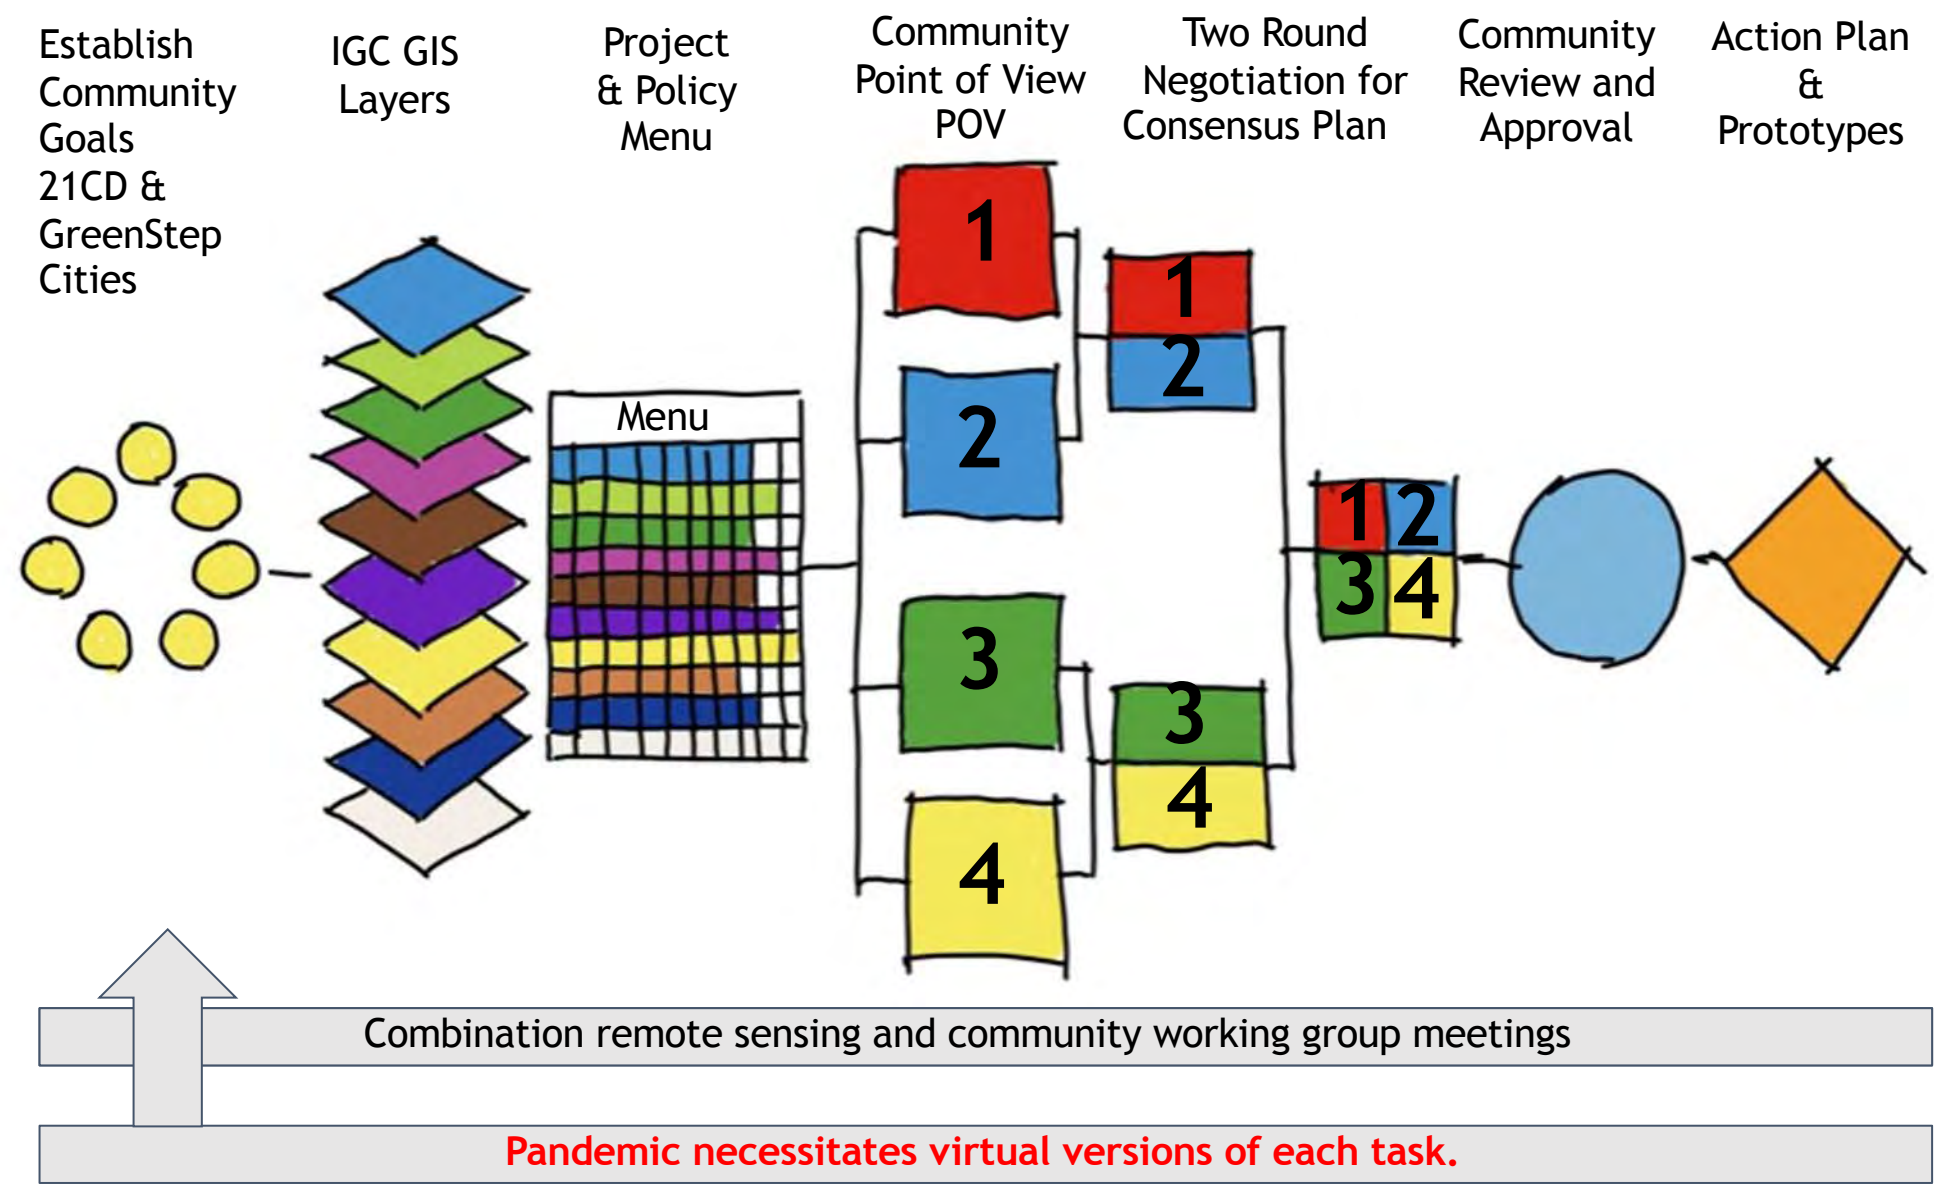 Establish
Community
Goals
21CD &
GreenStep
Cities
IGC GIS
Layers
Project
& Policy
Menu
Community
Point of View
POV
Two Round
Negotiation for
Consensus Plan
Community
Review and
Approval
Action Plan
&
Prototypes
Menu
1
2
3
4
1
2
3
4
1 2
3 4
Combination remote sensing and community working group meetings
Pandemic necessitates virtual versions of each task.